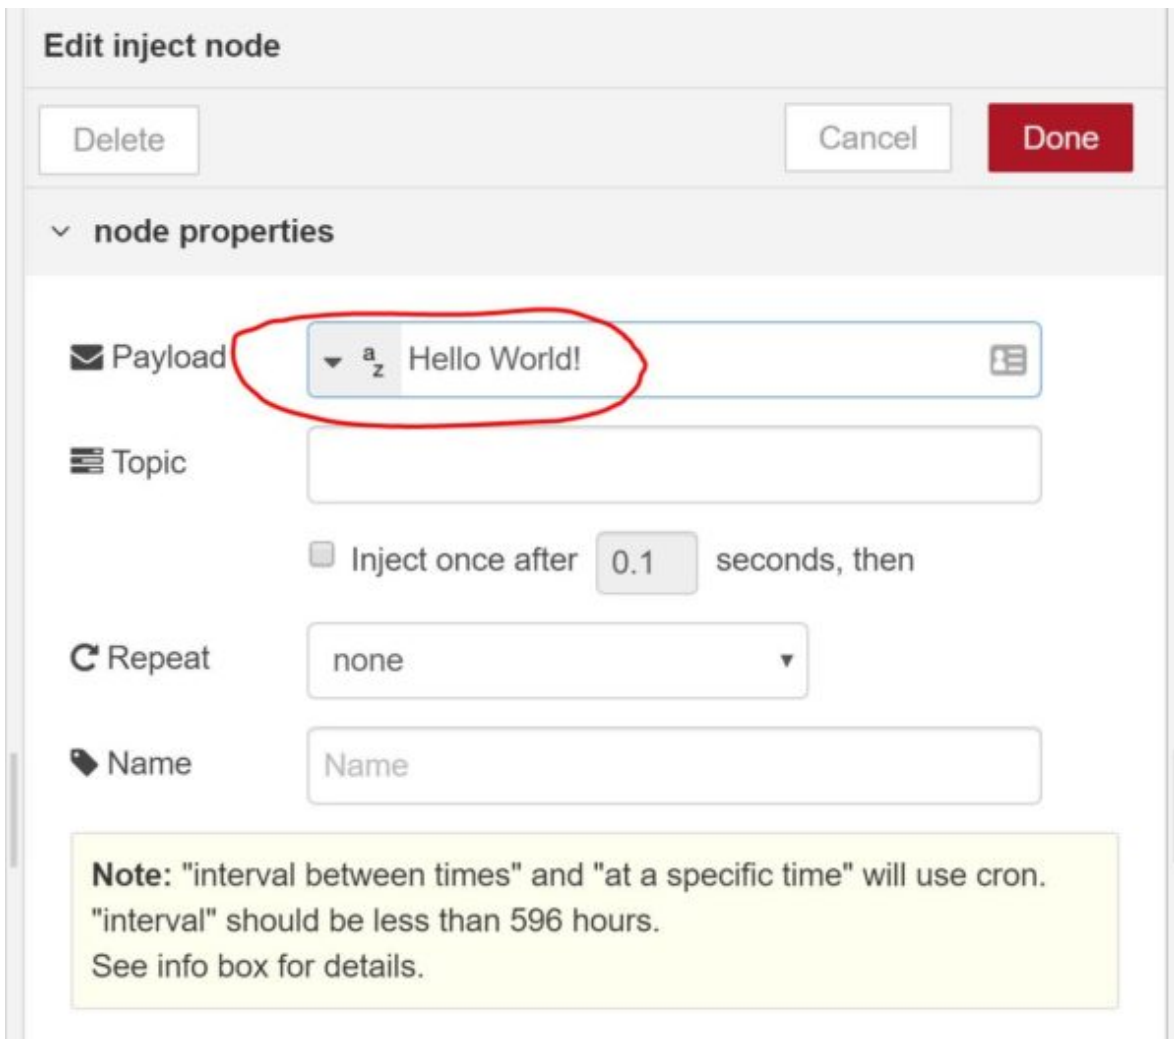 Edit inject node
Delete Cancel Done
node properties
Payload az Hello World!
Topic
Inject once after 0.1 seconds, then
Repeat none
Name Name
Note: "interval between times" and "at a specific time" will use cron.
"interval" should be less than 596 hours.
See info box for details.